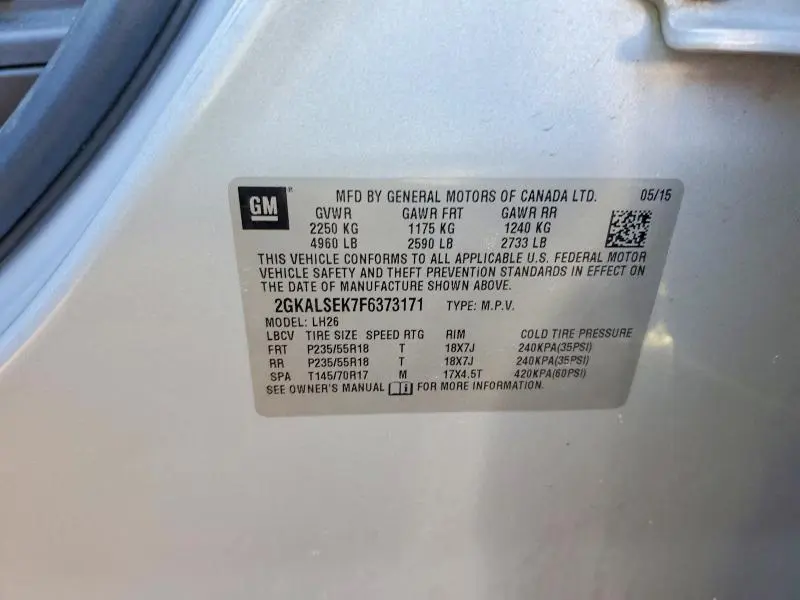 GM ® MFD BY GENERAL MOTORS OF CANADA LTD. 05/15
GVWR GAWR FRT GAWR RR
2250 KG 1175 KG 1240 KG
4960 LB 2590 LB 2733 LB
THIS VEHICLE CONFORMS TO ALL APPLICABLE U.S. FEDERAL MOTOR
VEHICLE SAFETY AND THEFT PREVENTION STANDARDS IN EFFECT ON
THE DATE OF MANUFACTURE SHOWN ABOVE.
2GKALSEK7F6373171 TYPE: M.P.V.
MODEL: LH26
LBCV TIRE SIZE SPEED RTG RIM COLD TIRE PRESSURE
FRT P235/55R18 T 18X7J 240KPA(35PSI)
RR P235/55R18 T 18X7J 240KPA(35PSI)
SPA T145/70R17 M 17X4.5T 420KPA(60PSI)
SEE OWNER'S MANUAL FOR MORE INFORMATION.